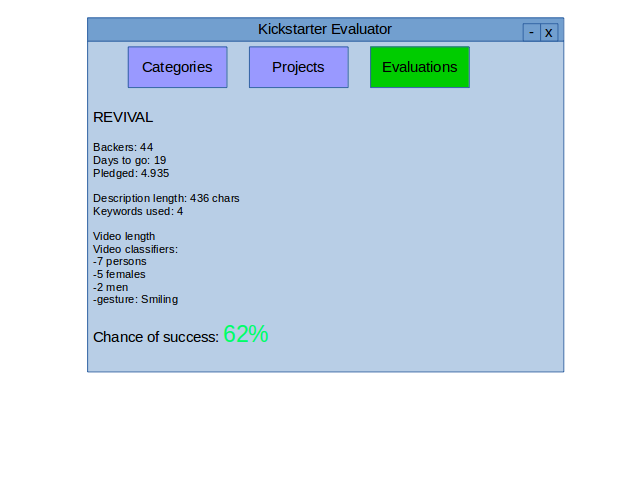 Kickstarter Evaluator
- x
Categories Projects Evaluations
REVIVAL
Backers: 44
Days to go: 19
Pledged: 4.935
Description length: 436 chars
Keywords used: 4
Video length
Video classifiers:
-7 persons
-5 females
-2 men
-gesture: Smiling
Chance of success: 62%